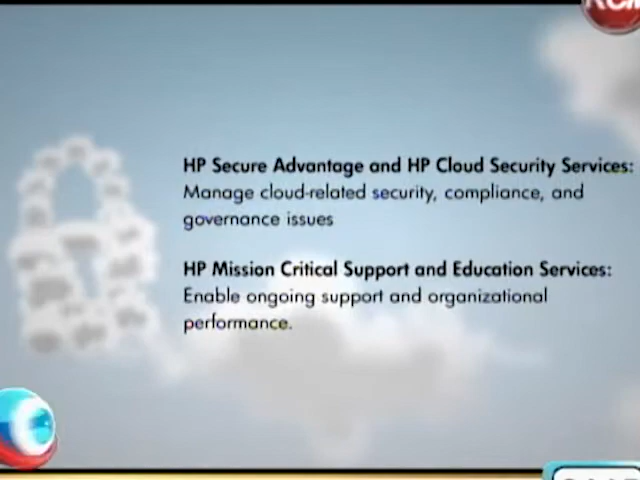 HP Secure Advantage and HP Cloud Security Services:
Manage cloud-related security, compliance, and
governance issues
HP Mission Critical Support and Education Services:
Enable ongoing support and organizational
performance.